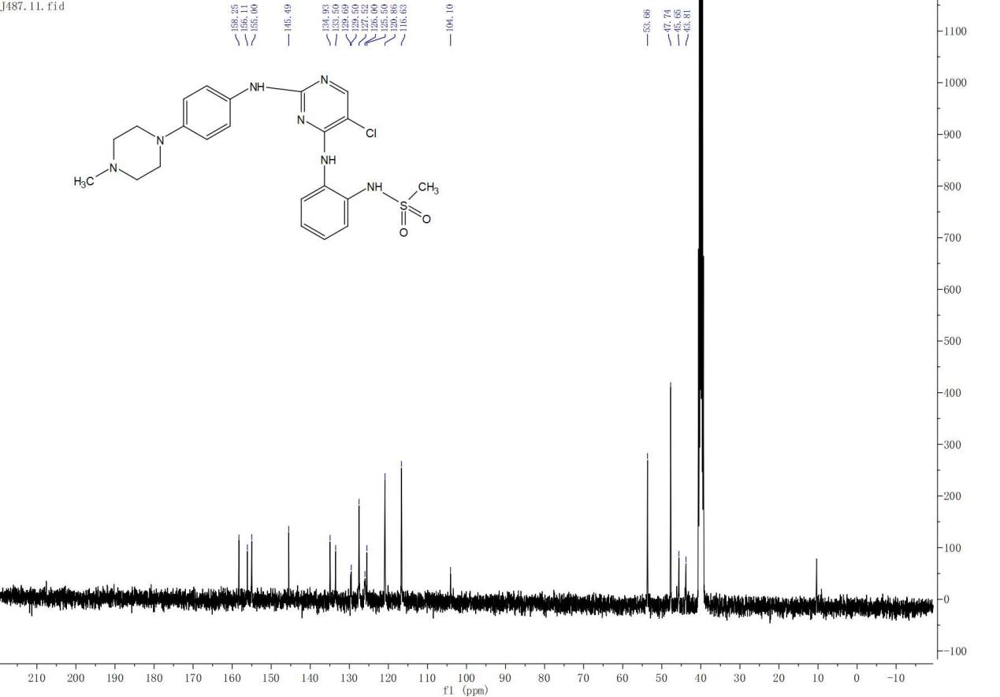 J487.11.fid
158.25
156.11
155.00
145.49
134.93
133.50
129.69
129.50
127.52
126.00
125.50
120.86
116.63
104.10
53.66
47.74
45.65
43.81
1100
1000
900
800
700
600
500
400
300
200
100
0
-100
NH
N
N
Cl
N
N
H3C
NH
NH
CH3
S
O
O
210 200 190 180 170 160 150 140 130 120 110 100 90 80 70 60 50 40 30 20 10 0 -10
f1 (ppm)